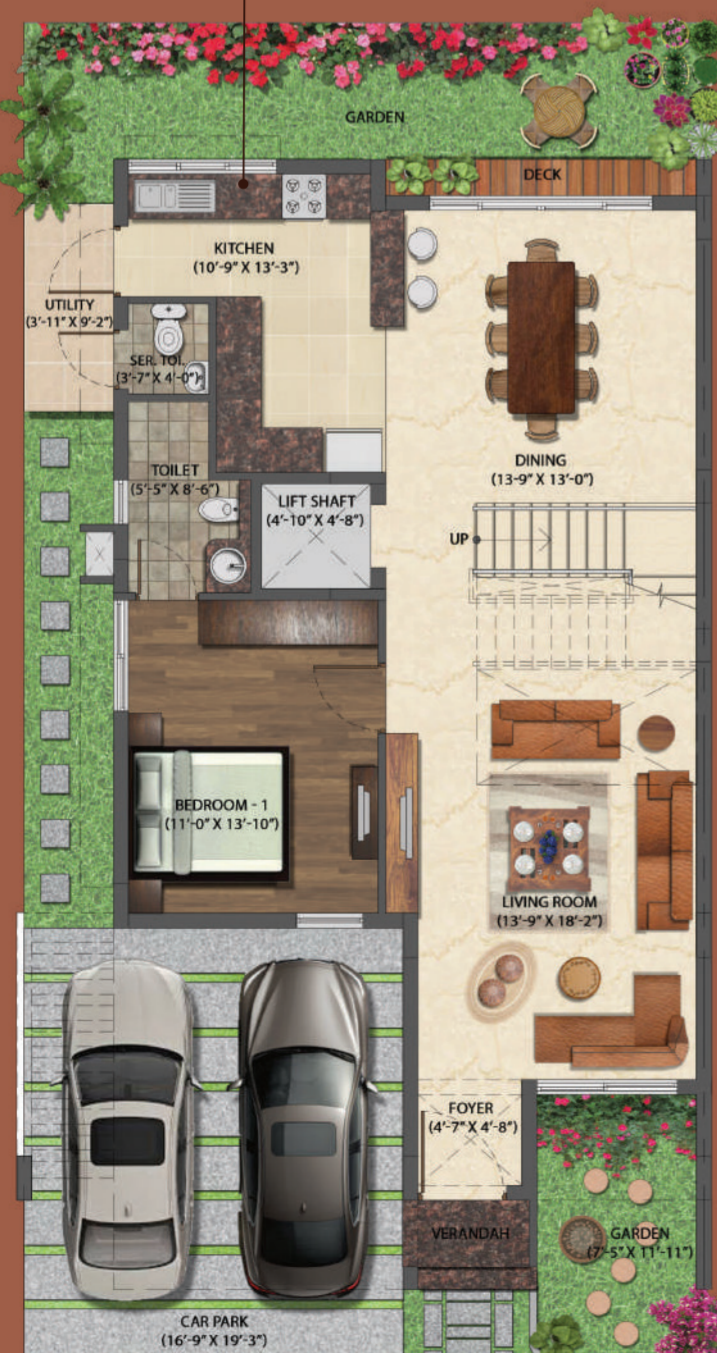 GARDEN
DECK
KITCHEN
(10'-9" X 13'-3")
UTILITY
(3'-11" X 9'-2")
SER. TOI.
(3'-7" X 4'-0")
DINING
(13-9" X 13'-0")
TOILET
(5'-5" X 8'-6")
LIFT SHAFT
(4'-10" X 4'-8")
UP
BEDROOM - 1
(11'-0" X 13'-10")
LIVING ROOM
(13'-9" X 18'-2")
FOYER
(4'-7" X 4'-8")
VERANDAH
GARDEN
(7'-5" X 11'-11")
CAR PARK
(16'-9" X 19'-3")